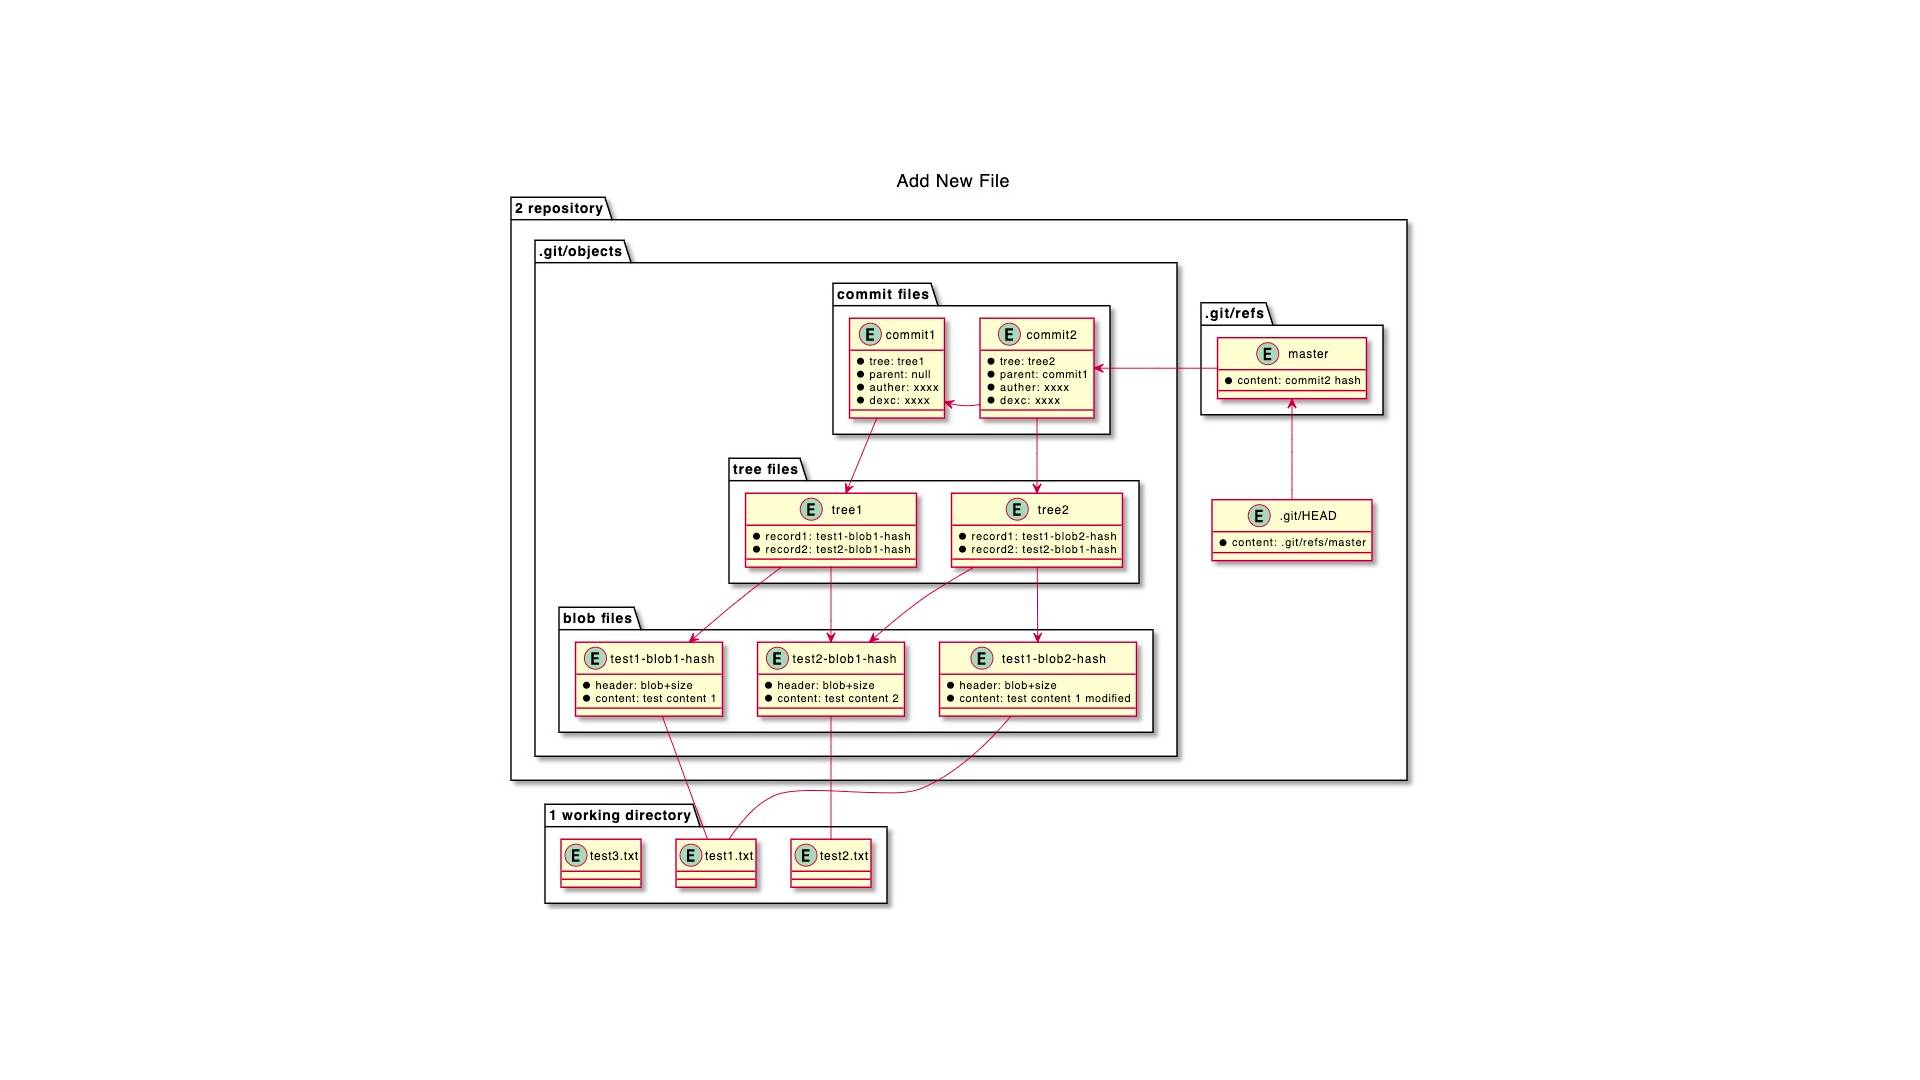 Add New File
2 repository
.git/objects
commit files
E commit1
tree: tree1
parent: null
auther: xxxx
dexc: xxxx
E commit2
tree: tree2
parent: commit1
auther: xxxx
dexc: xxxx
.git/refs
E master
content: commit2 hash
E .git/HEAD
content: .git/refs/master
tree files
E tree1
record1: test1-blob1-hash
record2: test2-blob1-hash
E tree2
record1: test1-blob2-hash
record2: test2-blob1-hash
blob files
E test1-blob1-hash
header: blob+size
content: test content 1
E test2-blob1-hash
header: blob+size
content: test content 2
E test1-blob2-hash
header: blob+size
content: test content 1 modified
1 working directory
E test3.txt
E test1.txt
E test2.txt